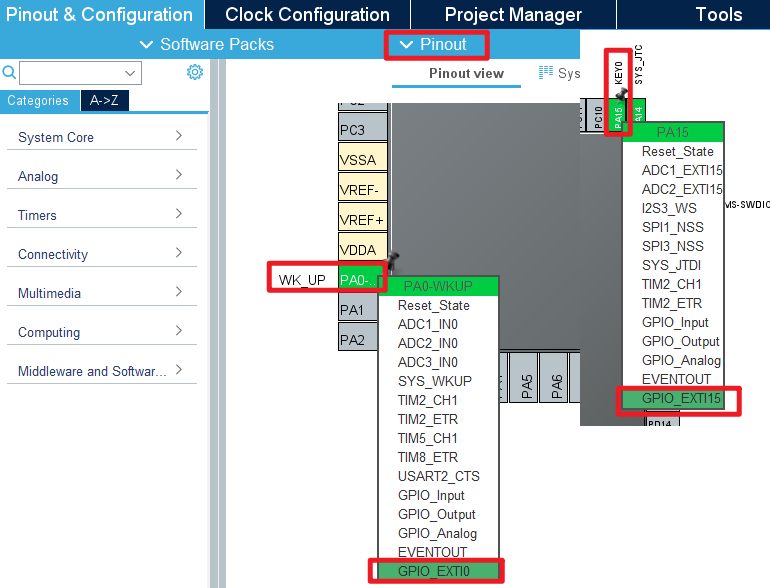 Pinout & Configuration
Clock Configuration
Project Manager
Tools
Software Packs
Pinout
Categories
A->Z
System Core
Analog
Timers
Connectivity
Multimedia
Computing
Middleware and Softwar...
Pinout view
Sys
PC3
VSSA
VREF-
VREF+
VDDA
WK_UP
PA0-..
PA1
PA2
PA0-WKUP
Reset_State
ADC1_IN0
ADC2_IN0
ADC3_IN0
SYS_WKUP
TIM2_CH1
TIM2_ETR
TIM5_CH1
TIM8_ETR
USART2_CTS
GPIO_Input
GPIO_Output
GPIO_Analog
EVENTOUT
GPIO_EXTI0
PA5
PA6
KEY0
SYS_JTC
PC10
PA15
PA14
PA15
Reset_State
ADC1_EXTI15
ADC2_EXTI15
I2S3_WS
SPI1_NSS
SPI3_NSS
SYS_JTDI
TIM2_CH1
TIM2_ETR
GPIO_Input
GPIO_Output
GPIO_Analog
EVENTOUT
GPIO_EXTI15
MS-SWDIO
PD14